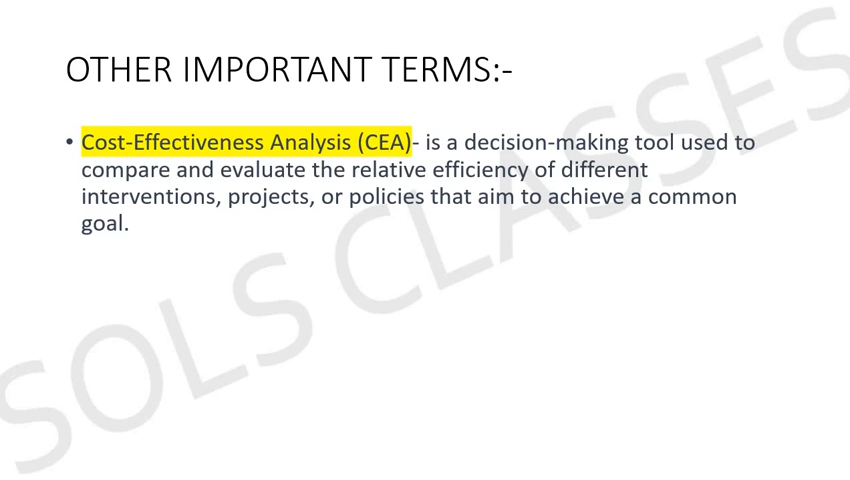 OTHER IMPORTANT TERMS:-
• Cost-Effectiveness Analysis (CEA)- is a decision-making tool used to
compare and evaluate the relative efficiency of different
interventions, projects, or policies that aim to achieve a common
goal.
SOLS CLASSES